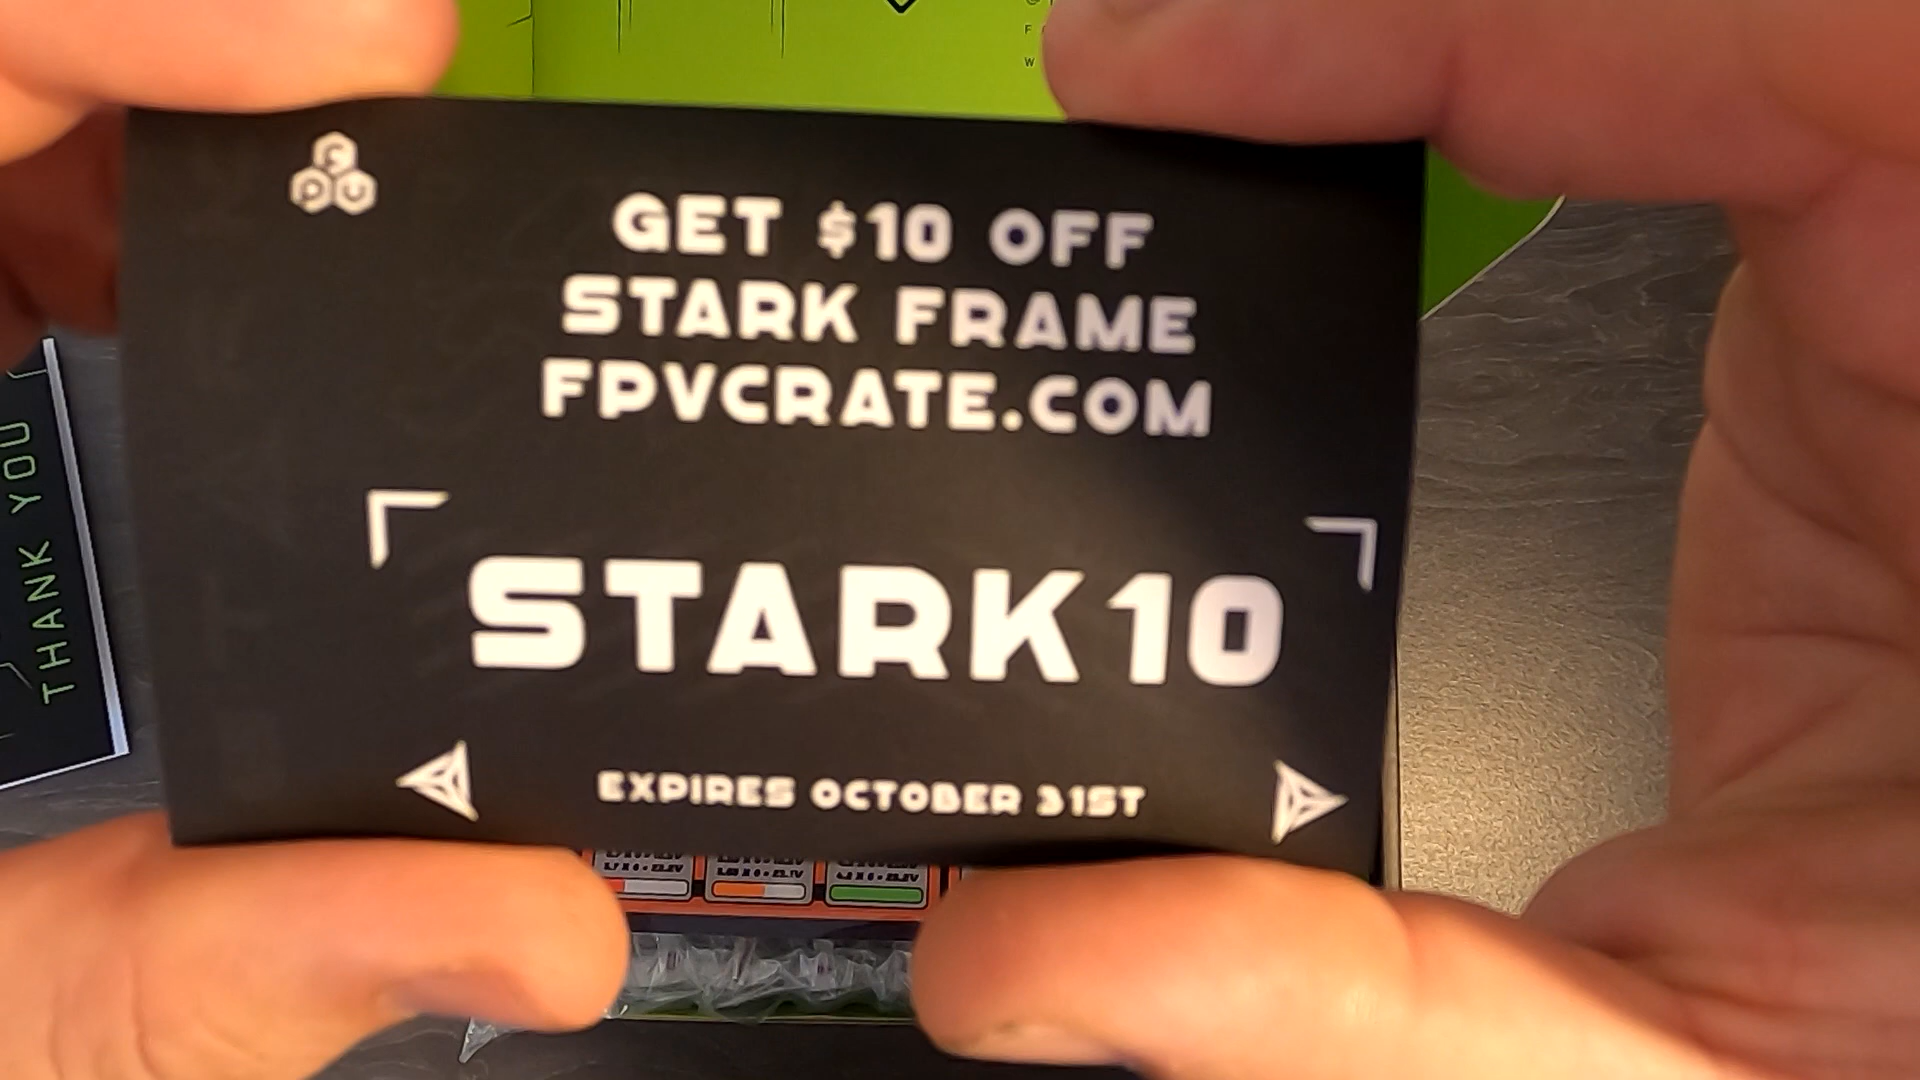 C
P U
GET $10 OFF
STARK FRAME
FPVCRATE.COM
STARK10
EXPIRES OCTOBER 31ST
THANK YOU